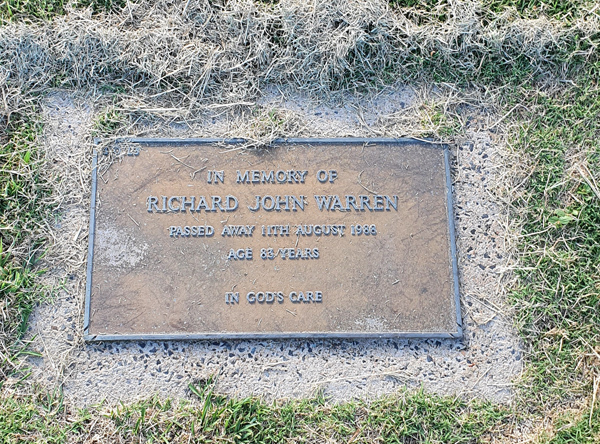 IN MEMORY OF
RICHARD JOHN WARREN
PASSED AWAY 11TH AUGUST 1988
AGE 83 YEARS
IN GOD'S CARE